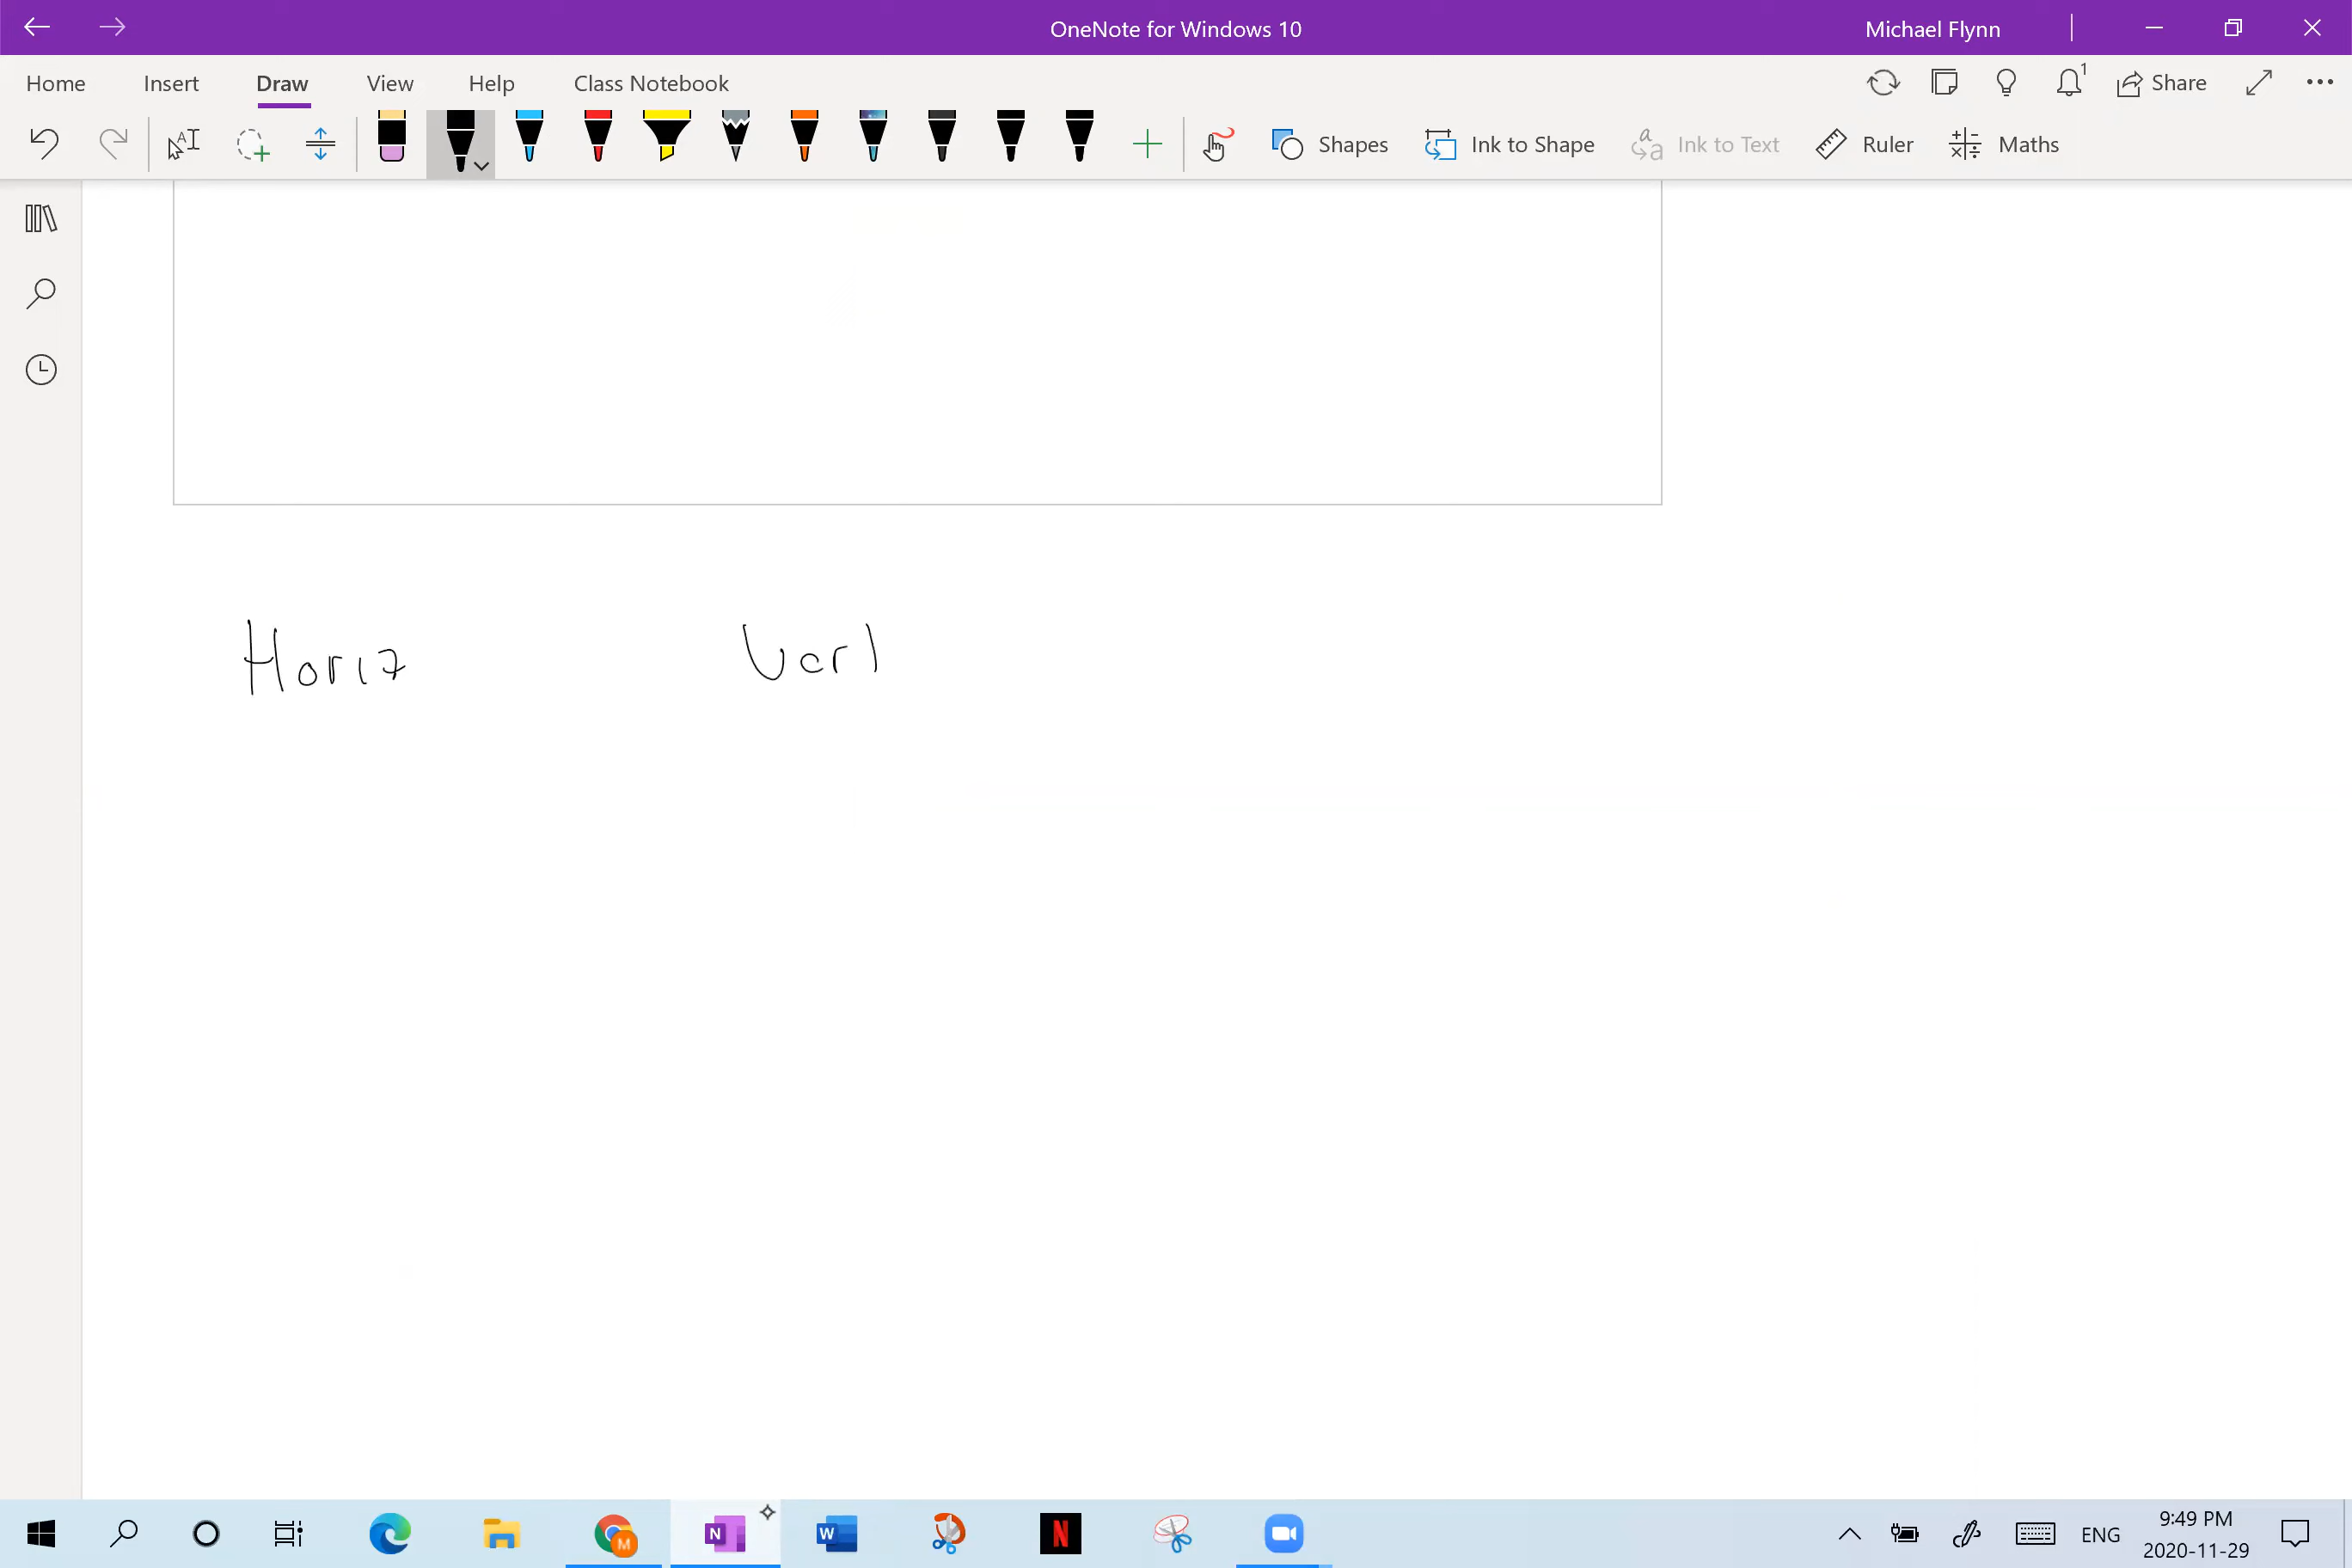 OneNote for Windows 10 Michael Flynn
Home Insert Draw View Help Class Notebook 1 Share
Shapes Ink to Shape Ink to Text Ruler Maths
Horiz Vert
ENG 9:49 PM
2020-11-29